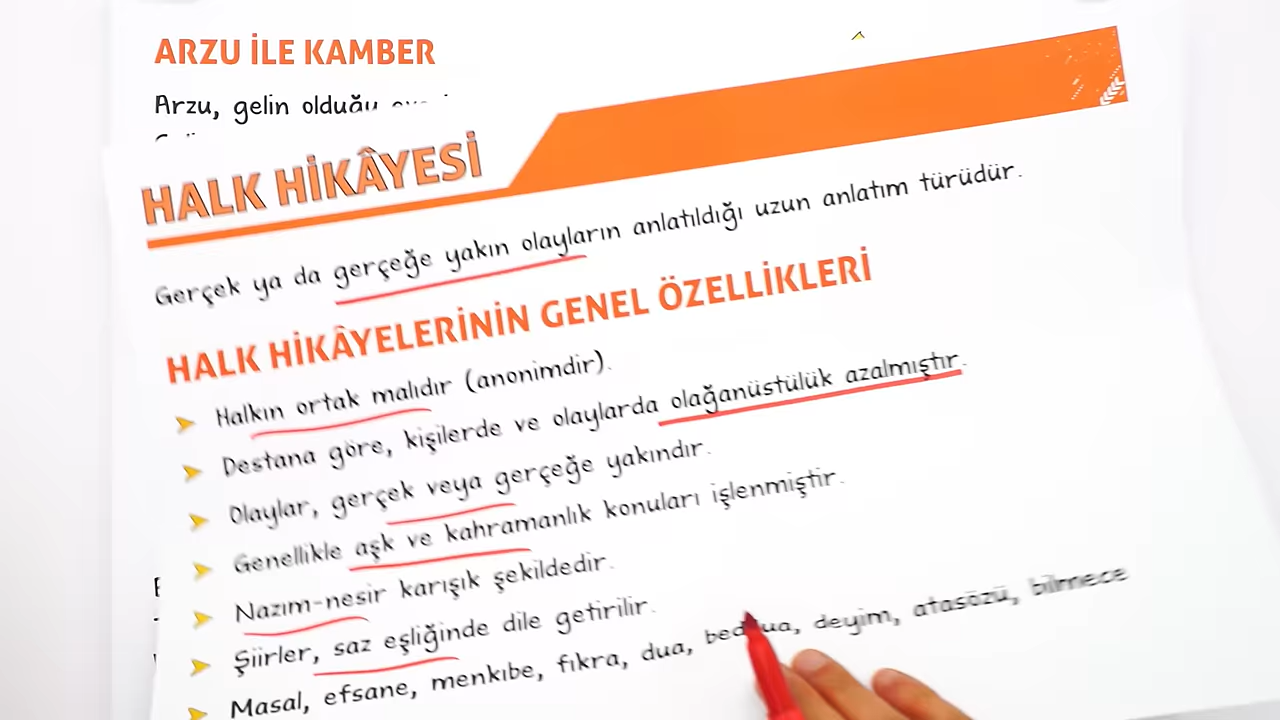 ARZU İLE KAMBER
Arzu, gelin olduğu
HALK HİKÂYESİ
Gerçek ya da gerçeğe yakın olayların anlatıldığı uzun anlatım türüdür.
HALK HİKÂYELERİNİN GENEL ÖZELLİKLERİ
Halkın ortak malıdır (anonimdir).
Destana göre, kişilerde ve olaylarda olağanüstülük azalmıştır.
Olaylar, gerçek veya gerçeğe yakındır.
Genellikle aşk ve kahramanlık konuları işlenmiştir.
Nazım-nesir karışık şekildedir.
Şiirler, saz eşliğinde dile getirilir.
Masal, efsane, menkıbe, fıkra, dua, beddua, deyim, atasözü, bilmece